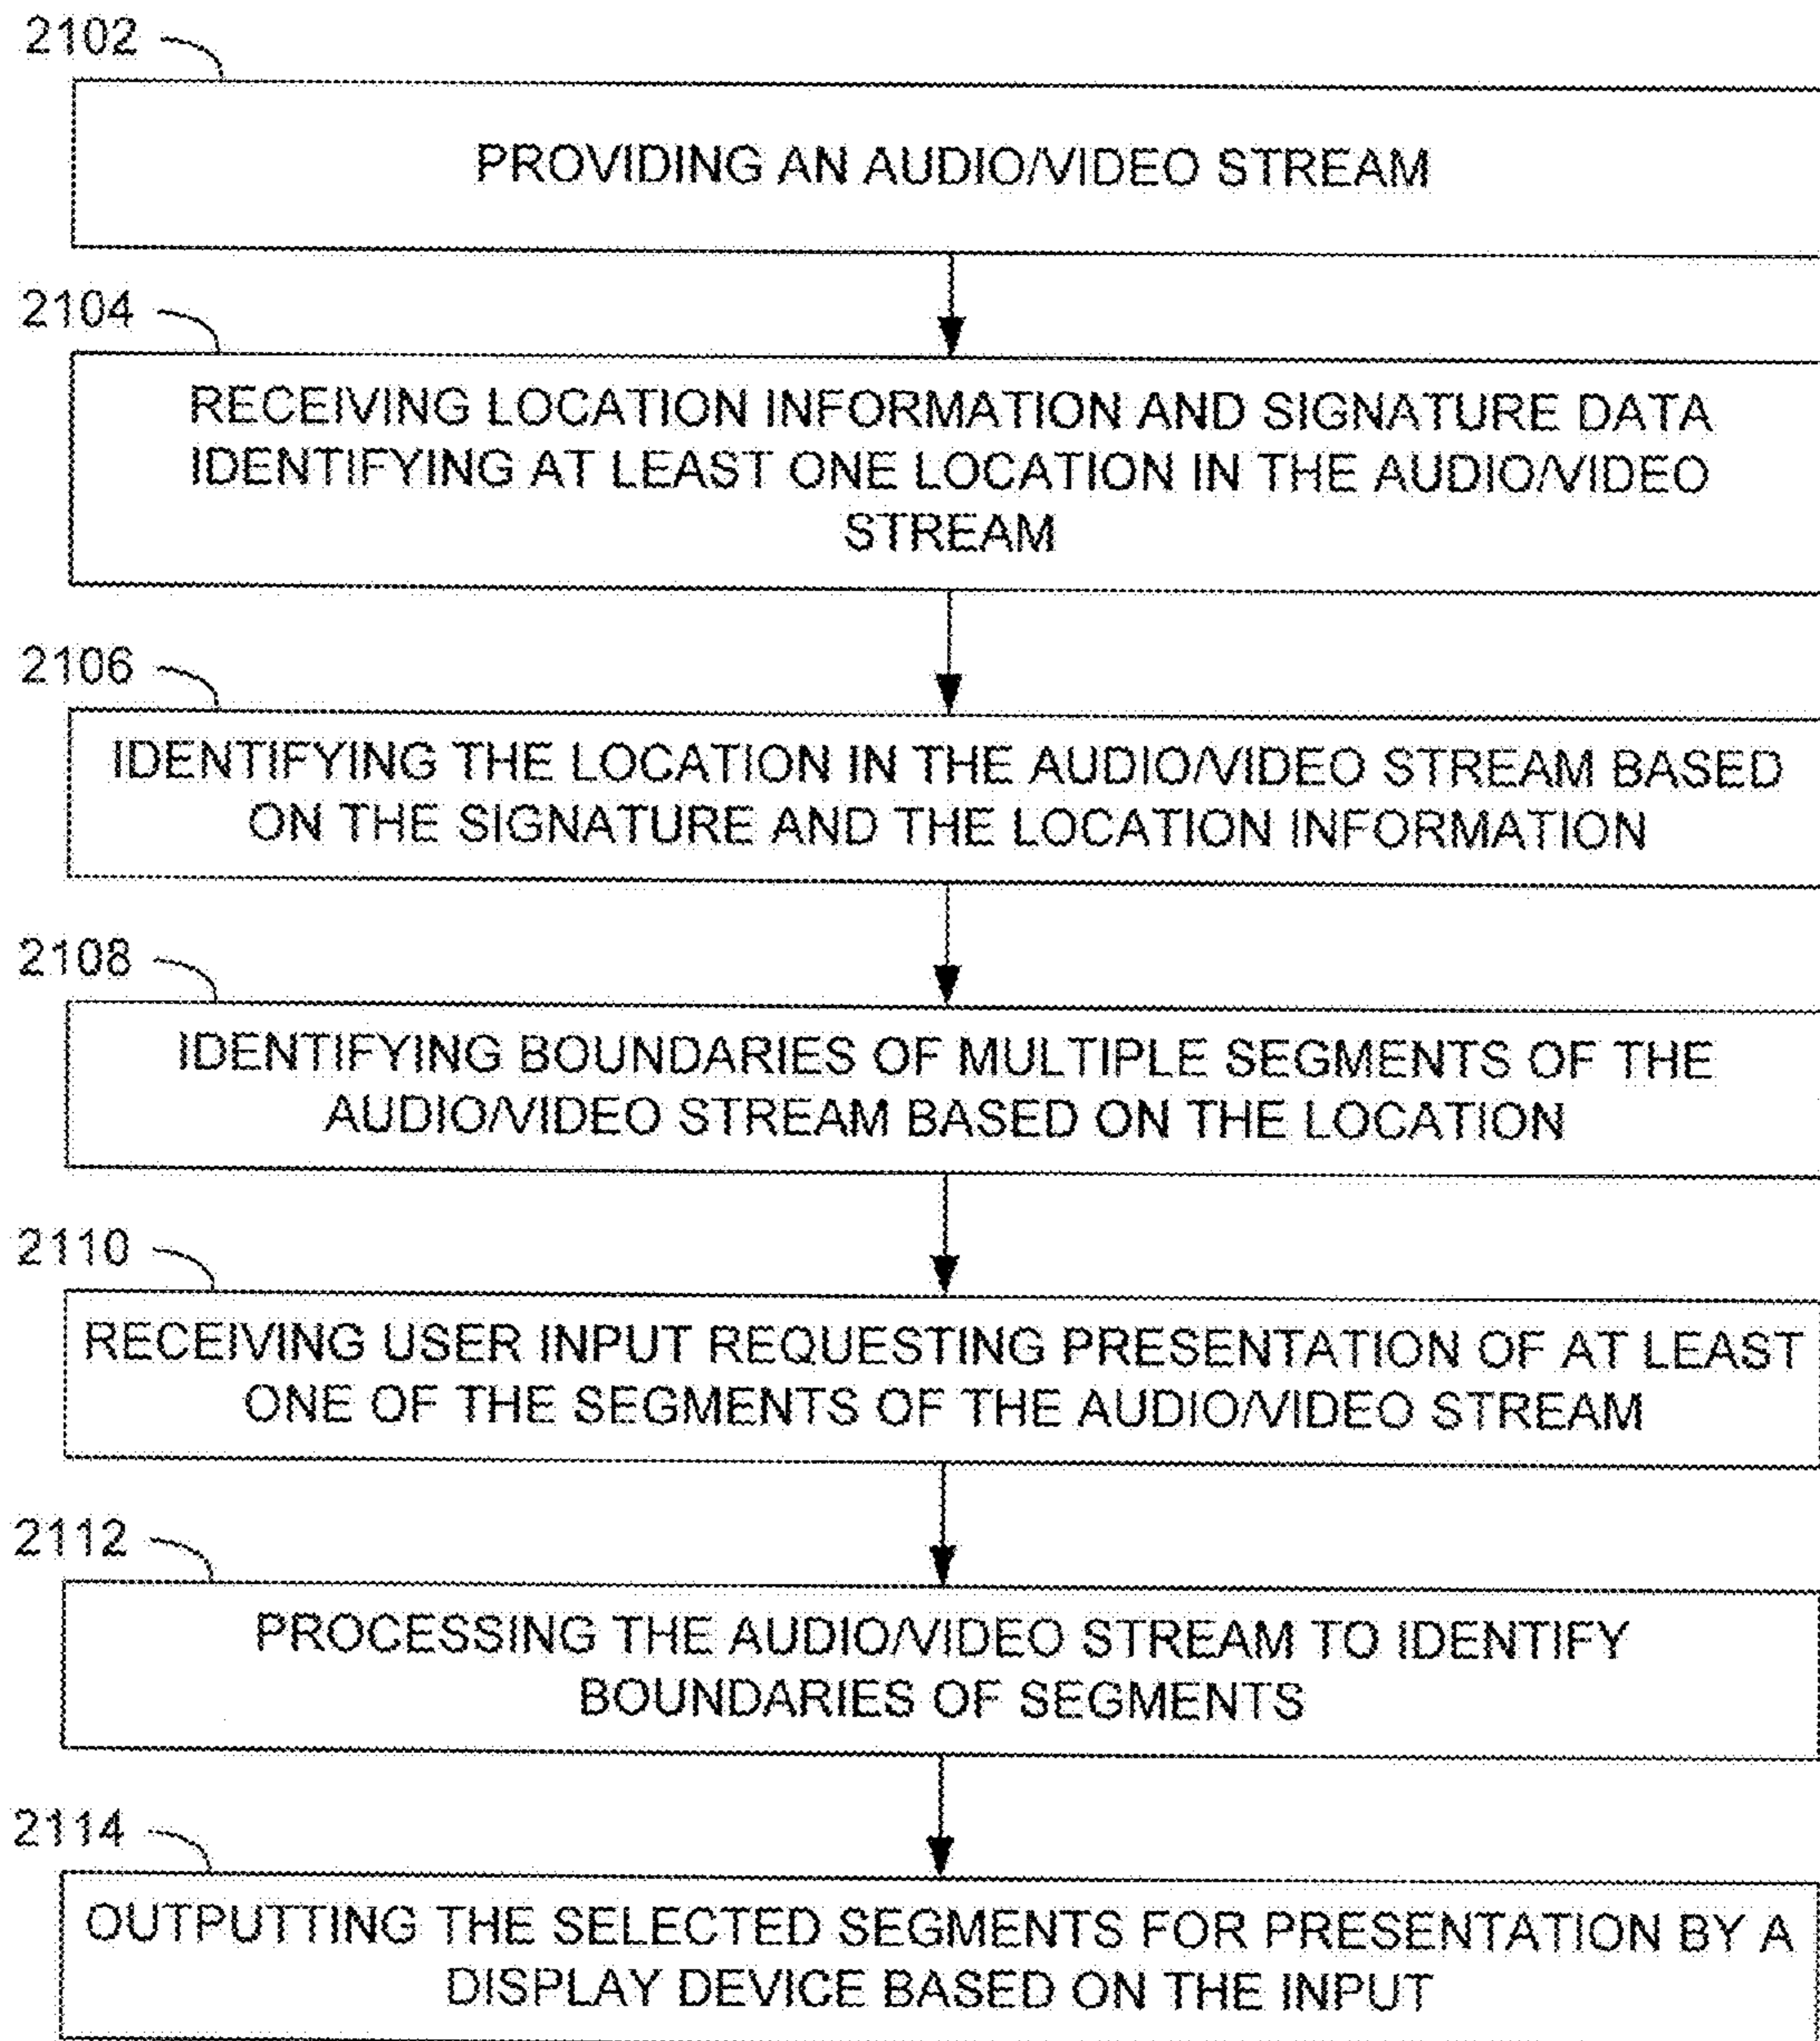 2102
PROVIDING AN AUDIO/VIDEO STREAM
2104
RECEIVING LOCATION INFORMATION AND SIGNATURE DATA
IDENTIFYING AT LEAST ONE LOCATION IN THE AUDIO/VIDEO
STREAM
2106
IDENTIFYING THE LOCATION IN THE AUDIO/VIDEO STREAM BASED
ON THE SIGNATURE AND THE LOCATION INFORMATION
2108
IDENTIFYING BOUNDARIES OF MULTIPLE SEGMENTS OF THE
AUDIO/VIDEO STREAM BASED ON THE LOCATION
2110
RECEIVING USER INPUT REQUESTING PRESENTATION OF AT LEAST
ONE OF THE SEGMENTS OF THE AUDIO/VIDEO STREAM
2112
PROCESSING THE AUDIO/VIDEO STREAM TO IDENTIFY
BOUNDARIES OF SEGMENTS
2114
OUTPUTTING THE SELECTED SEGMENTS FOR PRESENTATION BY A
DISPLAY DEVICE BASED ON THE INPUT